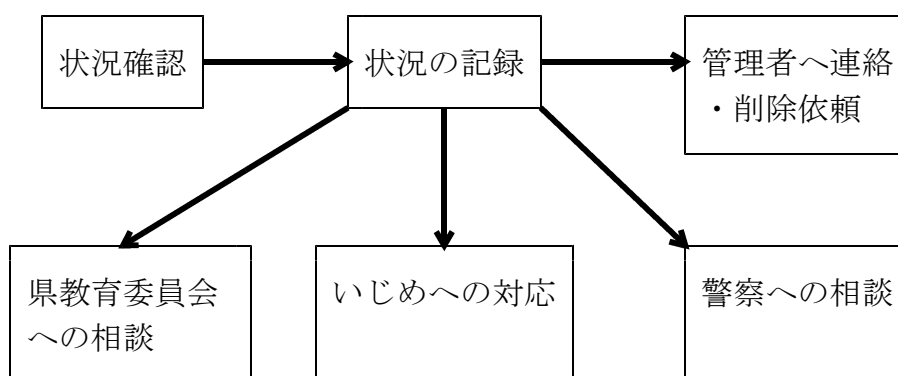 状況確認
状況の記録
管理者へ連絡
・削除依頼
県教育委員会
への相談
いじめへの対応
警察への相談